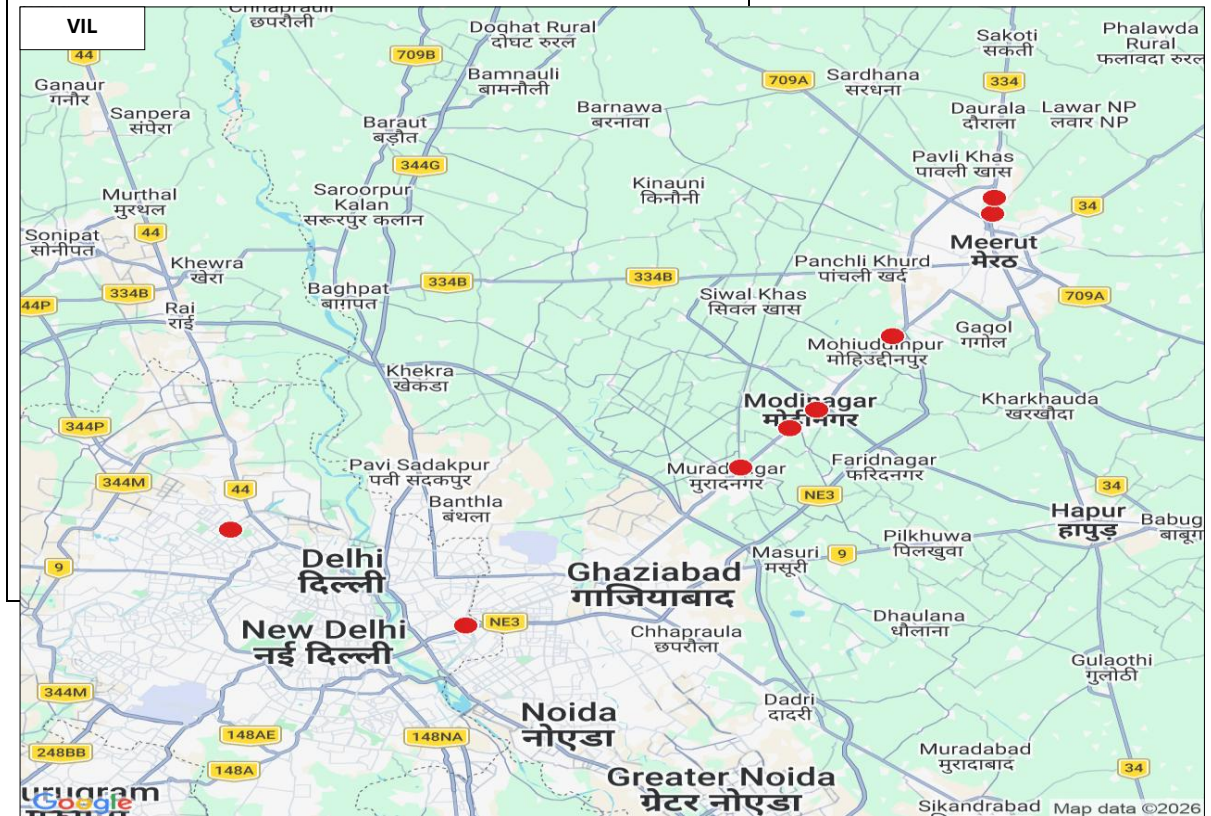 VIL
छपरौली
Doghat Rural
दोघट रुरल
Sakoti
सकती
Phalawda
Rural
फलावदा रुरल
44
709B
Ganaur
गनौर
Bamnauli
बामनौली
709A
Sardhana
सरधना
334
Sanpera
संपेरा
Barnawa
बरनावा
Daurala
दौराला
Lawar NP
लवार NP
Baraut
बड़ौत
344G
Pavli Khas
पावली खास
Murthal
मुरथल
Saroorpur
Kalan
सरूरपुर कलान
Kinauni
किनौनी
34
44
Sonipat
सोनीपत
Meerut
मेरठ
Khewra
खेरा
Panchli Khurd
पांचली खर्द
334B
334B
334B
Baghpat
बागपत
Siwal Khas
सिवल खास
709A
44P
Rai
राई
Gagol
गगोल
मोहिउद्दीनपुर
Khekra
खेकडा
Kharkhauda
खरखौदा
344P
Faridnagar
फरिदनगर
मुरादनगर
Pavi Sadakpur
पवी सदकपुर
344M
44
NE3
34
Banthla
बंथला
Hapur
हापुड़
Babug
बाबूग
Pilkhuwa
पिलखुवा
Masuri
मसूरी
9
9
Delhi
दिल्ली
Ghaziabad
गाजियाबाद
New Delhi
नई दिल्ली
NE3
Chhapraula
छपरौला
Dhaulana
धौलाना
Gulaothi
गुलौठी
344M
Dadri
दादरी
Noida
नोएडा
148AE
148NA
248BB
148A
Muradabad
मुरादाबाद
34
Greater Noida
ग्रेटर नोएडा
urugram
Google
Sikandrabad
Map data ©2026